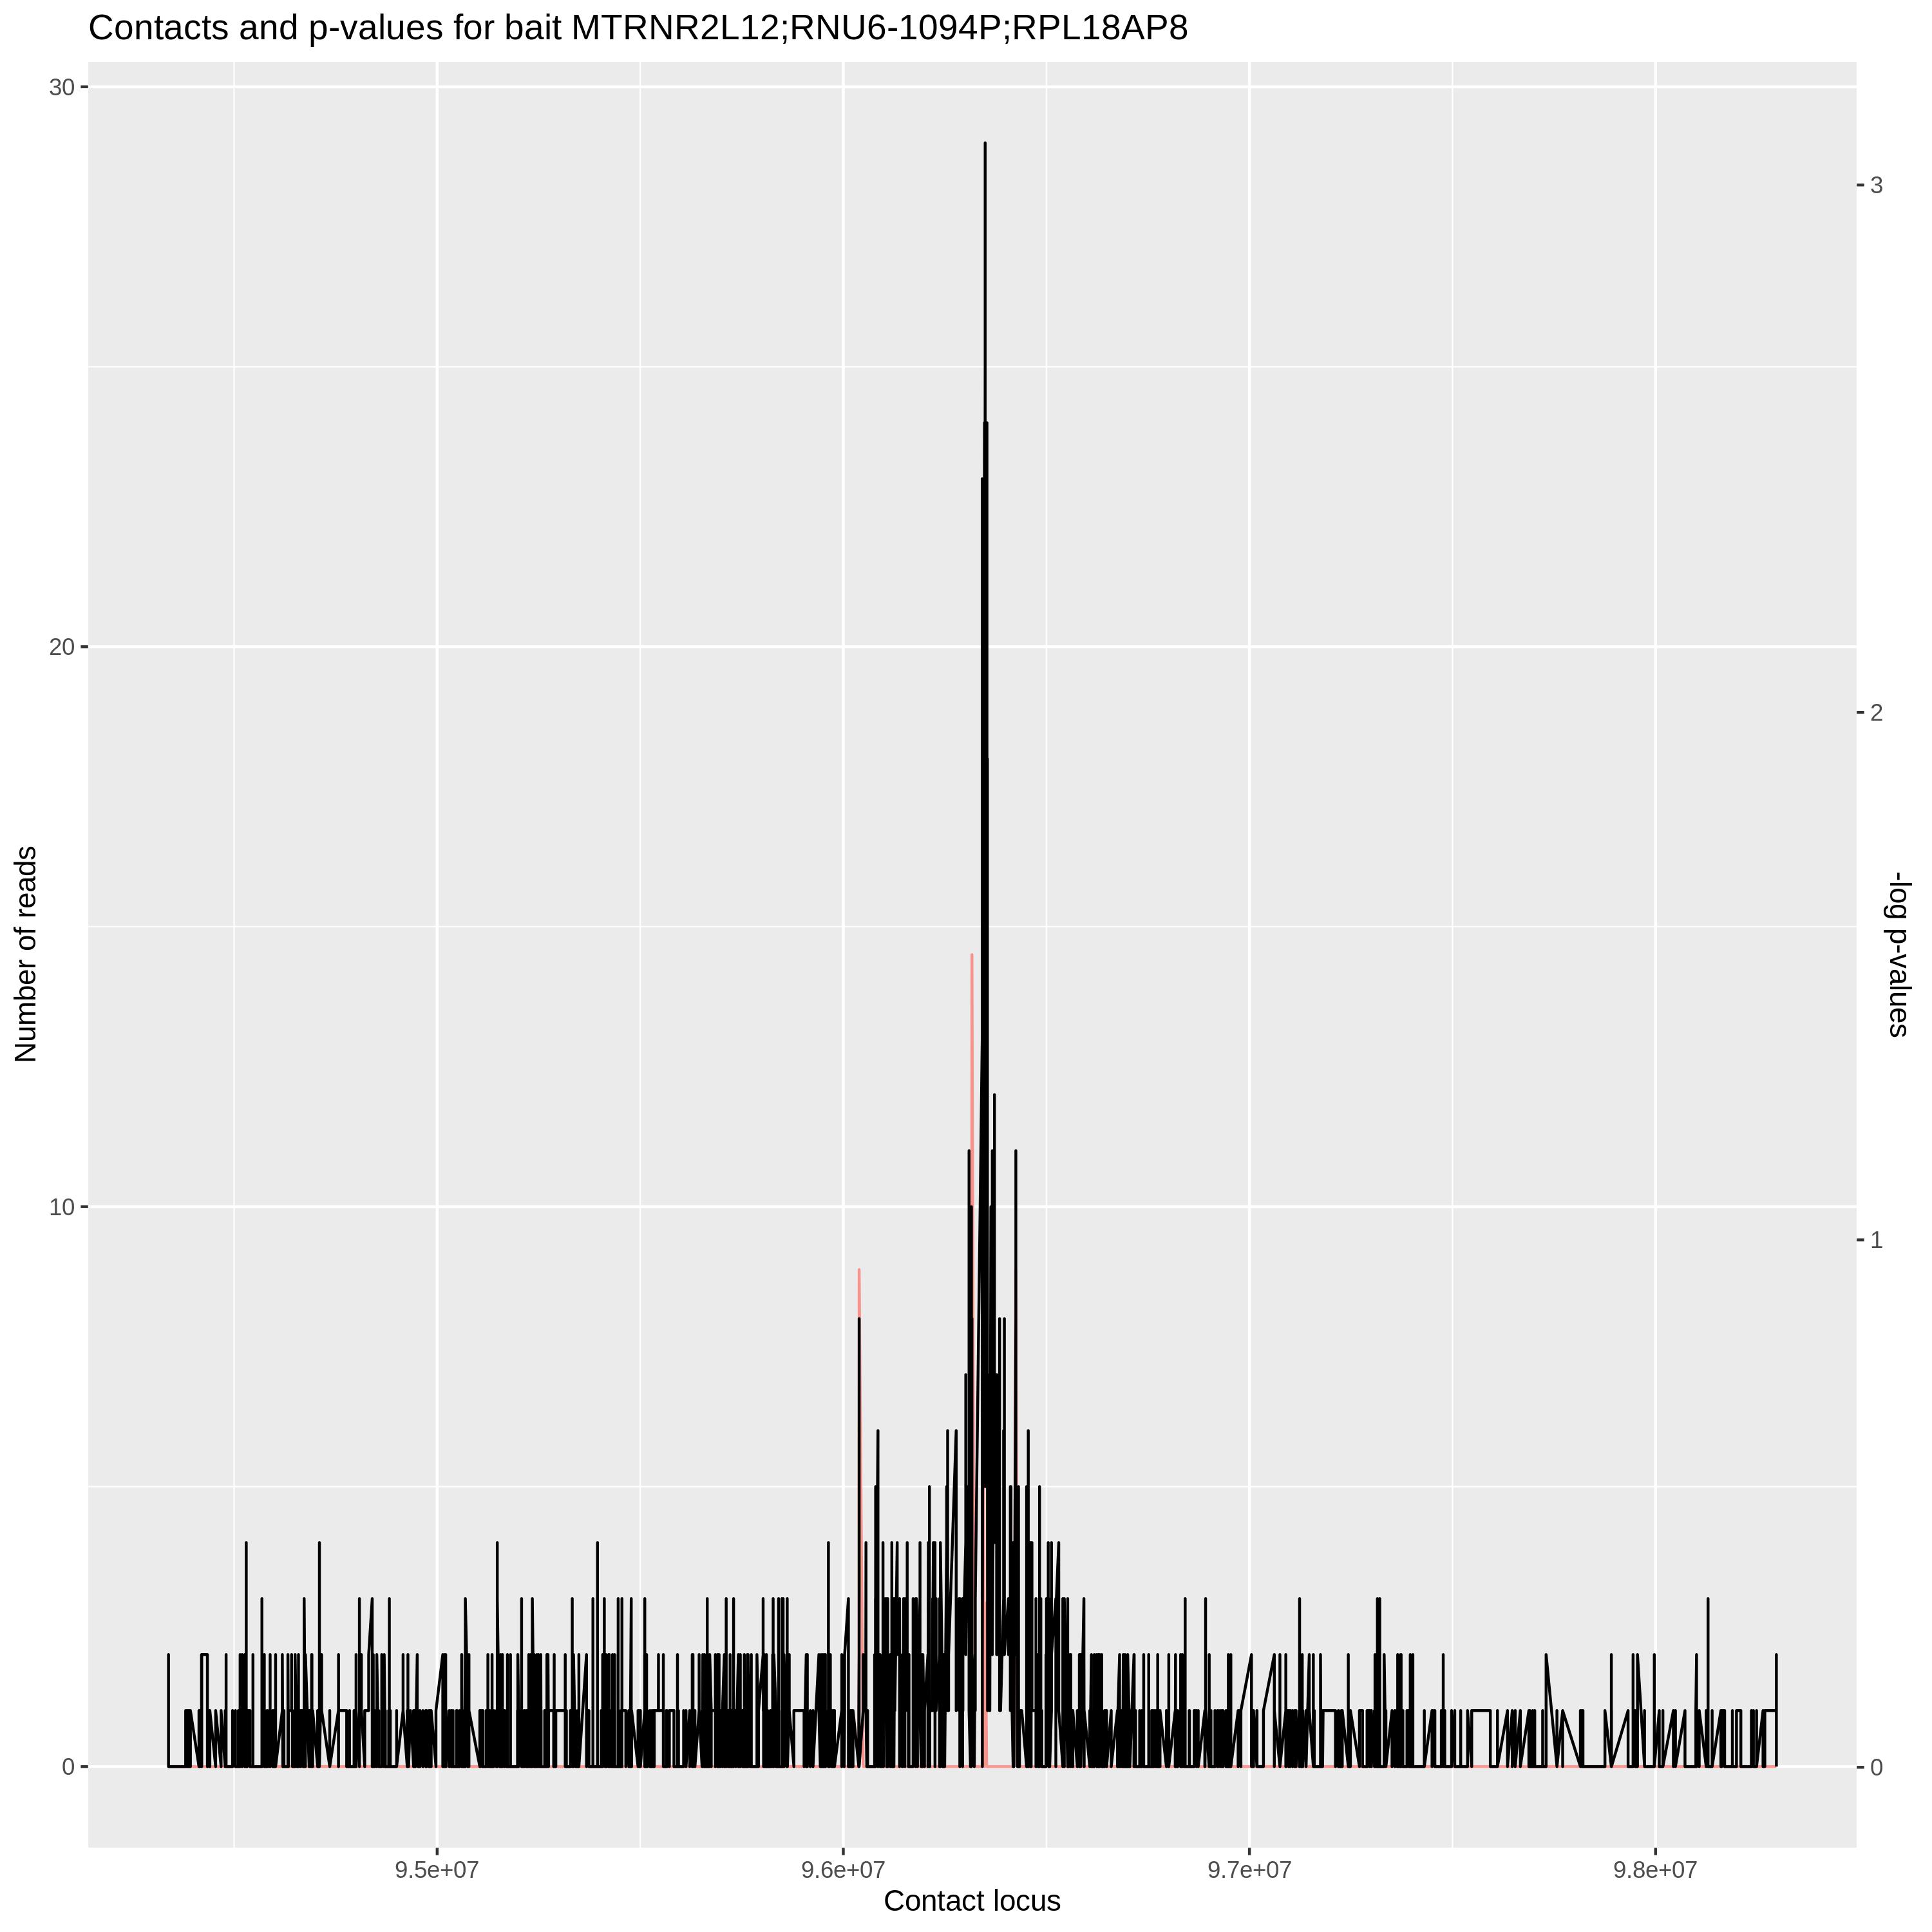 Contacts and p-values for bait MTRNR2L12;RNU6-1094P;RPL18AP8
30
20
10
0
Number of reads
3
2
1
0
-log p-values
9.5e+07
9.6e+07
9.7e+07
9.8e+07
Contact locus